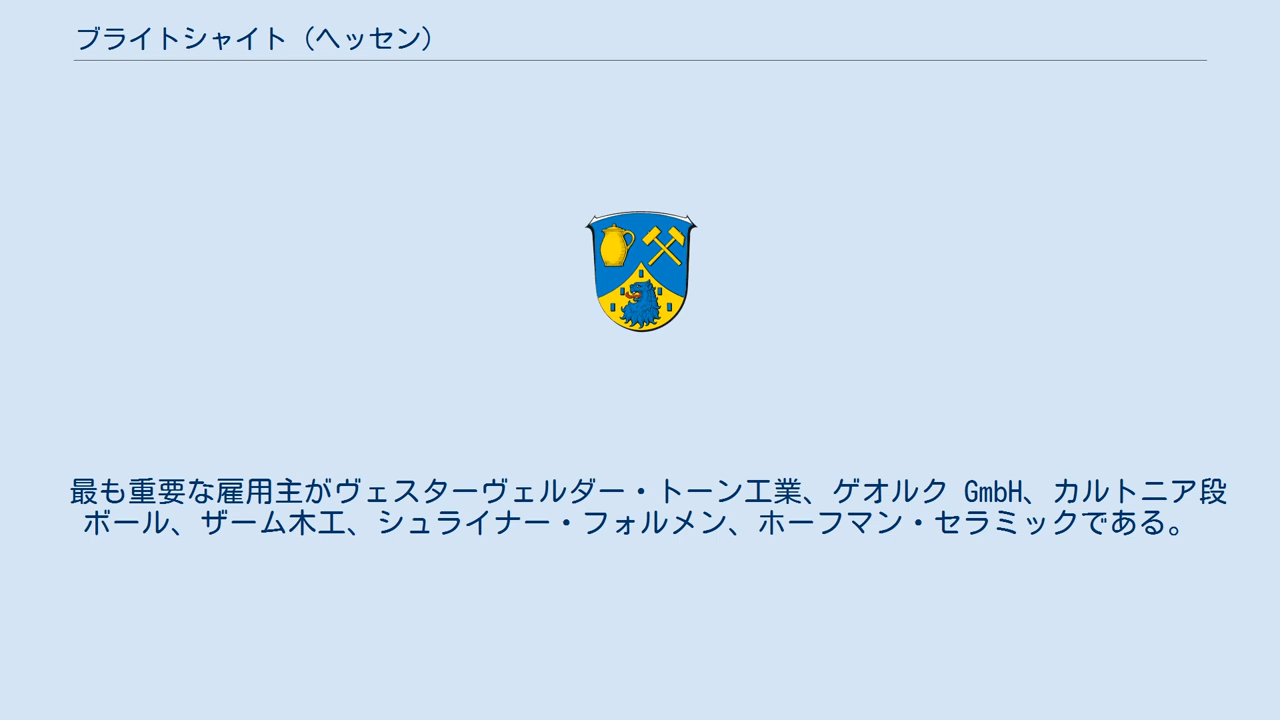 ブライトシャイト（ヘッセン）
最も重要な雇用主がヴェスターヴェルダー・トーン工業、ゲオルク GmbH、カルトニア段
ボール、ザーム木工、シュライナー・フォルメン、ホーフマン・セラミックである。